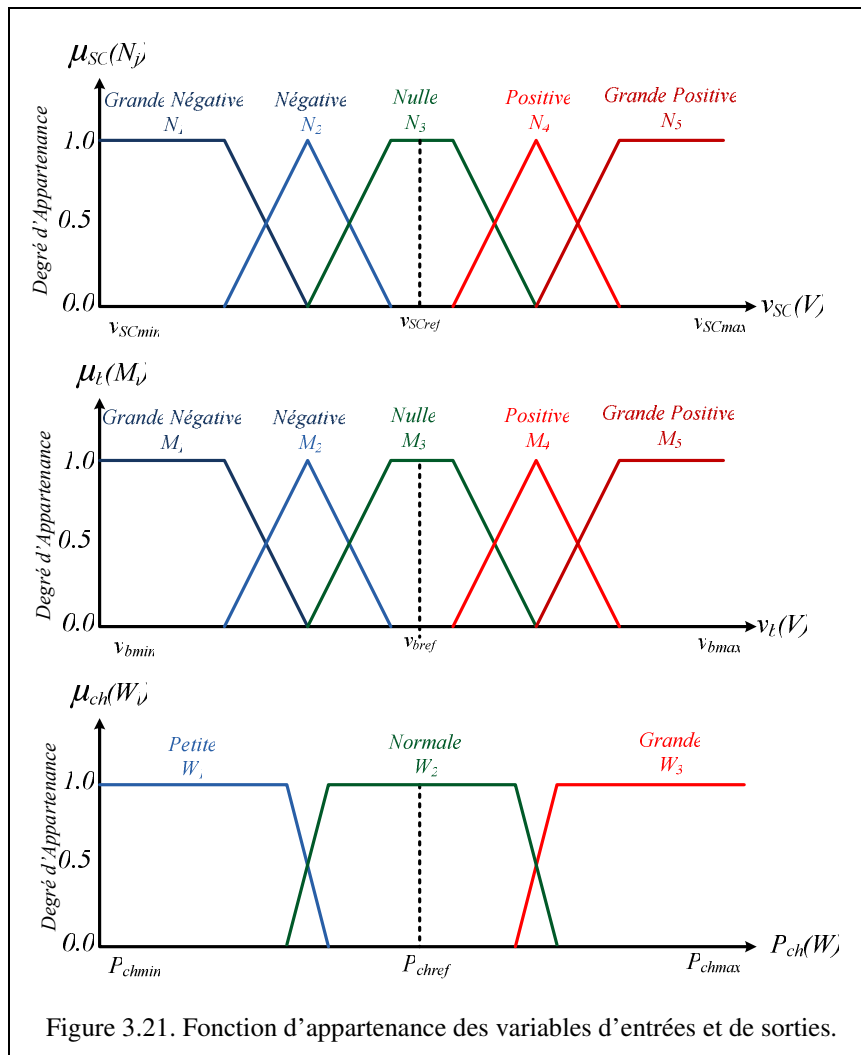 μSC(Nj)
Grande Négative Négative Nulle Positive Grande Positive
N1 N2 N3 N4 N5
Degré d'Appartenance
1.0
0.5
0.0
vSCmin vSCref vSCmax vSC(V)
μb(Mi)
Grande Négative Négative Nulle Positive Grande Positive
M1 M2 M3 M4 M5
Degré d'Appartenance
1.0
0.5
0.0
vbmin vbref vbmax vb(V)
μch(Wi)
Petite Normale Grande
W1 W2 W3
Degré d'Appartenance
1.0
0.5
0.0
Pchmin Pchref Pchmax Pch(W)
Figure 3.21. Fonction d'appartenance des variables d'entrées et de sorties.